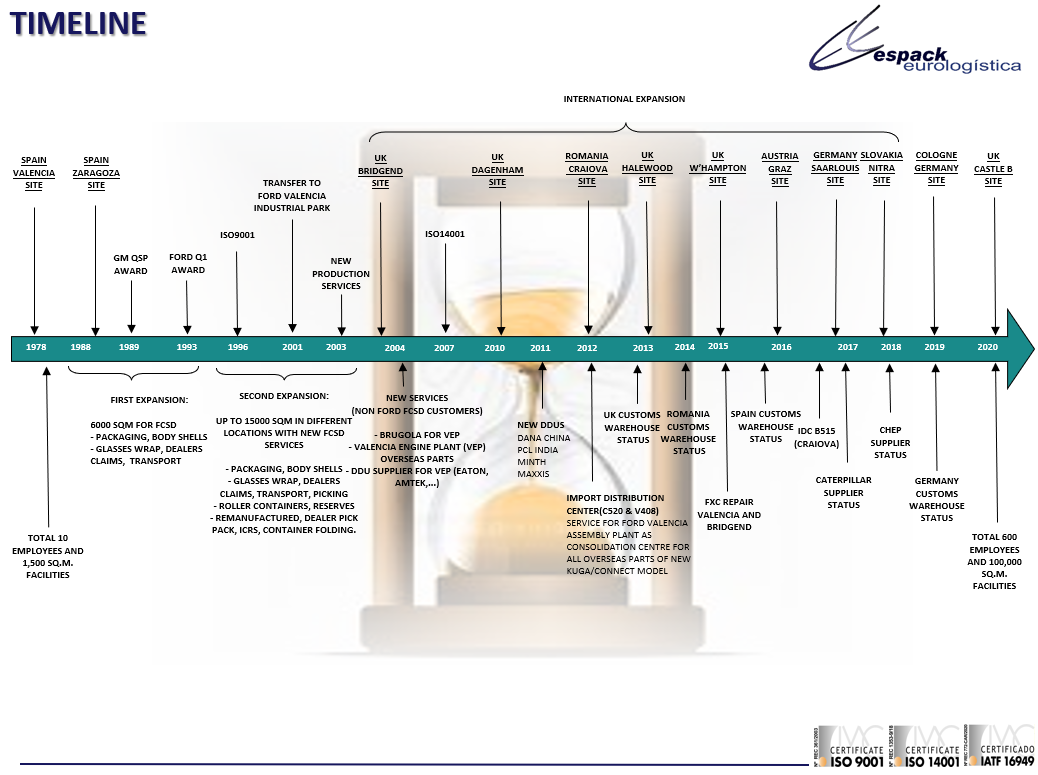 TIMELINE
espack
eurologística
INTERNATIONAL EXPANSION
SPAIN
VALENCIA
SITE
SPAIN
ZARAGOZA
SITE
GM QSP
AWARD
FORD Q1
AWARD
ISO9001
TRANSFER TO
FORD VALENCIA
INDUSTRIAL PARK
NEW
PRODUCTION
SERVICES
UK
BRIDGEND
SITE
ISO14001
UK
DAGENHAM
SITE
ROMANIA
CRAIOVA
SITE
UK
HALEWOOD
SITE
UK
W'HAMPTON
SITE
AUSTRIA
GRAZ
SITE
GERMANY
SAARLOUIS
SITE
SLOVAKIA
NITRA
SITE
COLOGNE
GERMANY
SITE
UK
CASTLE B
SITE
1978 1988 1989 1993 1996 2001 2003 2004 2007 2010 2011 2012 2013 2014 2015 2016 2017 2018 2019 2020
TOTAL 10
EMPLOYEES AND
1,500 SQ.M.
FACILITIES
FIRST EXPANSION:
6000 SQM FOR FCSD
- PACKAGING, BODY SHELLS
- GLASSES WRAP, DEALERS
CLAIMS, TRANSPORT
SECOND EXPANSION:
UP TO 15000 SQM IN DIFFERENT
LOCATIONS WITH NEW FCSD
SERVICES
- PACKAGING, BODY SHELLS
- GLASSES WRAP, DEALERS
CLAIMS, TRANSPORT, PICKING
- ROLLER CONTAINERS, RESERVES
- REMANUFACTURED, DEALER PICK
PACK, ICRS, CONTAINER FOLDING.
NEW SERVICES
(NON FORD FCSD CUSTOMERS)
- BRUGOLA FOR VEP
- VALENCIA ENGINE PLANT (VEP)
OVERSEAS PARTS
- DDU SUPPLIER FOR VEP (EATON,
AMTEK,...)
NEW DDUS
DANA CHINA
PCL INDIA
MINTH
MAXXIS
IMPORT DISTRIBUTION
CENTER(C520 & V408)
SERVICE FOR FORD VALENCIA
ASSEMBLY PLANT AS
CONSOLIDATION CENTRE FOR
ALL OVERSEAS PARTS OF NEW
KUGA/CONNECT MODEL
UK CUSTOMS
WAREHOUSE
STATUS
ROMANIA
CUSTOMS
WAREHOUSE
STATUS
FXC REPAIR
VALENCIA AND
BRIDGEND
SPAIN CUSTOMS
WAREHOUSE
STATUS
IDC B515
(CRAIOVA)
CATERPILLAR
SUPPLIER
STATUS
CHEP
SUPPLIER
STATUS
GERMANY
CUSTOMS
WAREHOUSE
STATUS
TOTAL 600
EMPLOYEES
AND 100,000
SQ.M.
FACILITIES
IMC
CERTIFICATE
ISO 9001
IMC
CERTIFICATE
ISO 14001
IMC
CERTIFICADO
IATF 16949